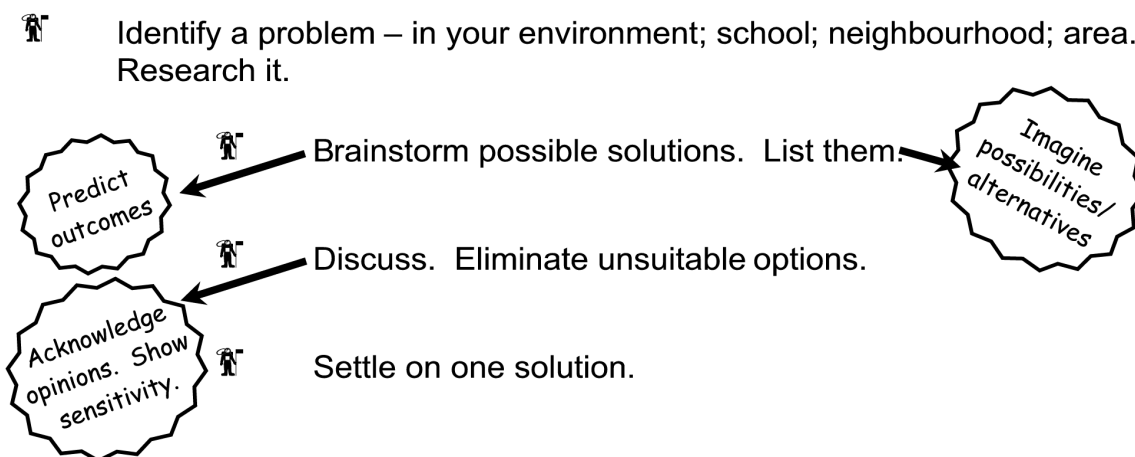 Identify a problem – in your environment; school; neighbourhood; area.
Research it.
Brainstorm possible solutions. List them.
Imagine
possibilities/
alternatives
Predict
outcomes
Discuss. Eliminate unsuitable options.
Acknowledge
opinions. Show
sensitivity.
Settle on one solution.